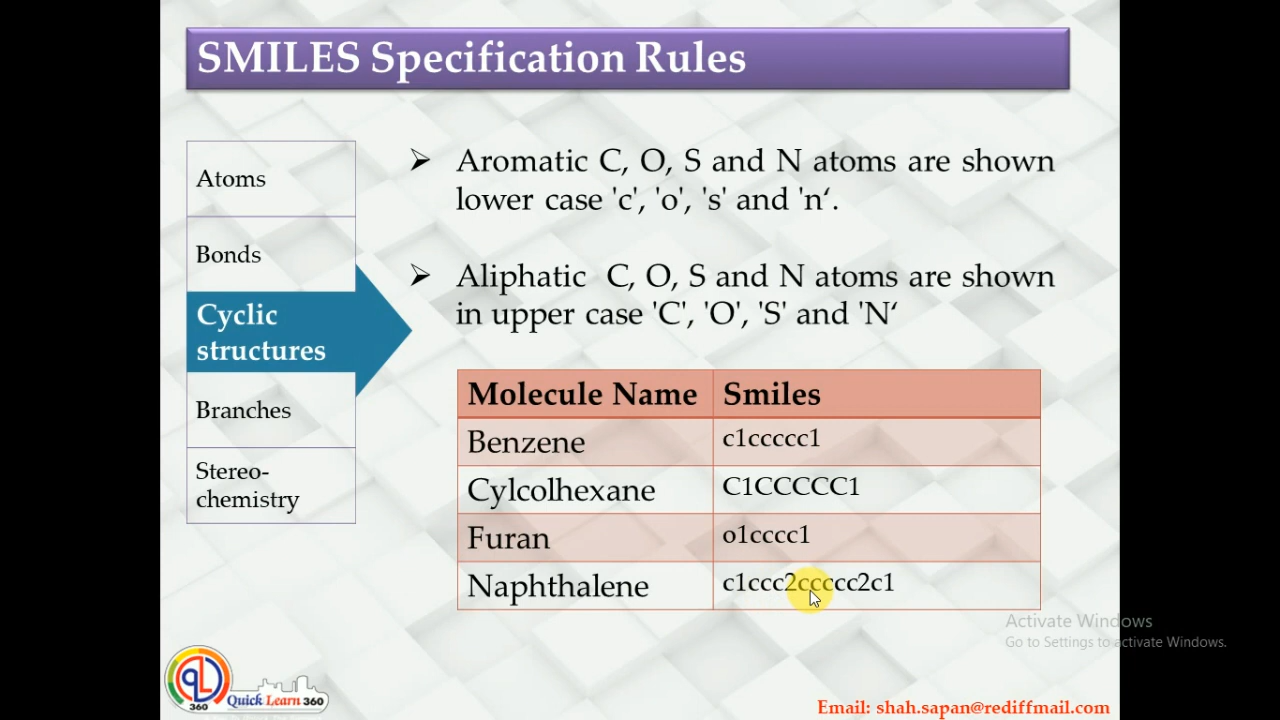 SMILES Specification Rules
Atoms
Bonds
Cyclic
structures
Branches
Stereo-
chemistry
➢ Aromatic C, O, S and N atoms are shown
lower case 'c', 'o', 's' and 'n‘.
➢ Aliphatic C, O, S and N atoms are shown
in upper case 'C', 'O', 'S' and 'N‘
Molecule Name Smiles
Benzene c1ccccc1
Cylcolhexane C1CCCCC1
Furan o1cccc1
Naphthalene c1ccc2ccccc2c1
Activate Windows
Go to Settings to activate Windows.
QL
360
Quick Learn 360
Email: shah.sapan@rediffmail.com